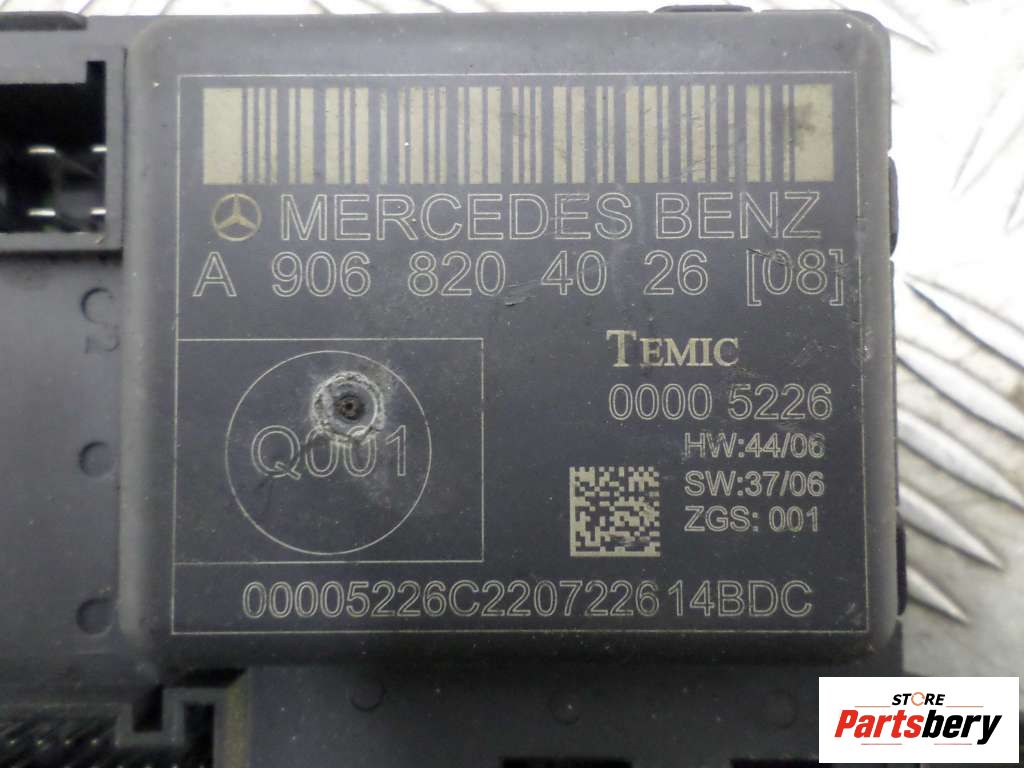 MERCEDES BENZ
A 906 820 40 26 [08]
TEMIC
0000 5226
HW:44/06
SW:37/06
ZGS: 001
Q001
00005226C22072261４BDC
C2
STORE
Partsbery